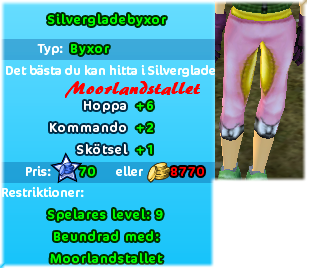 Silvergladebyxor
Typ: Byxor
Det bästa du kan hitta i Silverglade
Moorlandstallet
Hoppa +6
Kommando +2
Skötsel +1
Pris: 70 eller 8770
Restriktioner:
Spelares level: 9
Beundrad med:
Moorlandstallet